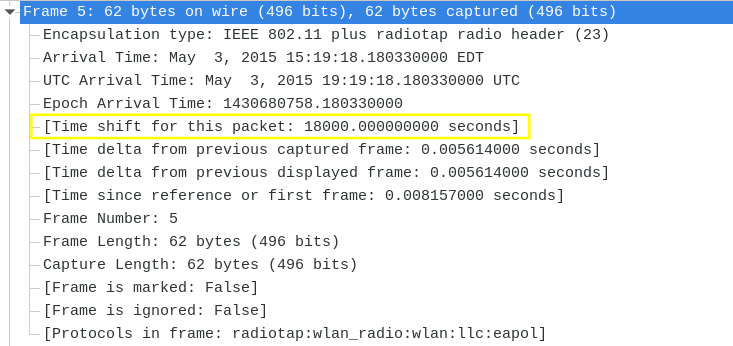 Frame 5: 62 bytes on wire (496 bits), 62 bytes captured (496 bits)
Encapsulation type: IEEE 802.11 plus radiotap radio header (23)
Arrival Time: May  3, 2015 15:19:18.180330000 EDT
UTC Arrival Time: May  3, 2015 19:19:18.180330000 UTC
Epoch Arrival Time: 1430680758.180330000
[Time shift for this packet: 18000.000000000 seconds]
[Time delta from previous captured frame: 0.005614000 seconds]
[Time delta from previous displayed frame: 0.005614000 seconds]
[Time since reference or first frame: 0.008157000 seconds]
Frame Number: 5
Frame Length: 62 bytes (496 bits)
Capture Length: 62 bytes (496 bits)
[Frame is marked: False]
[Frame is ignored: False]
[Protocols in frame: radiotap:wlan_radio:wlan:llc:eapol]